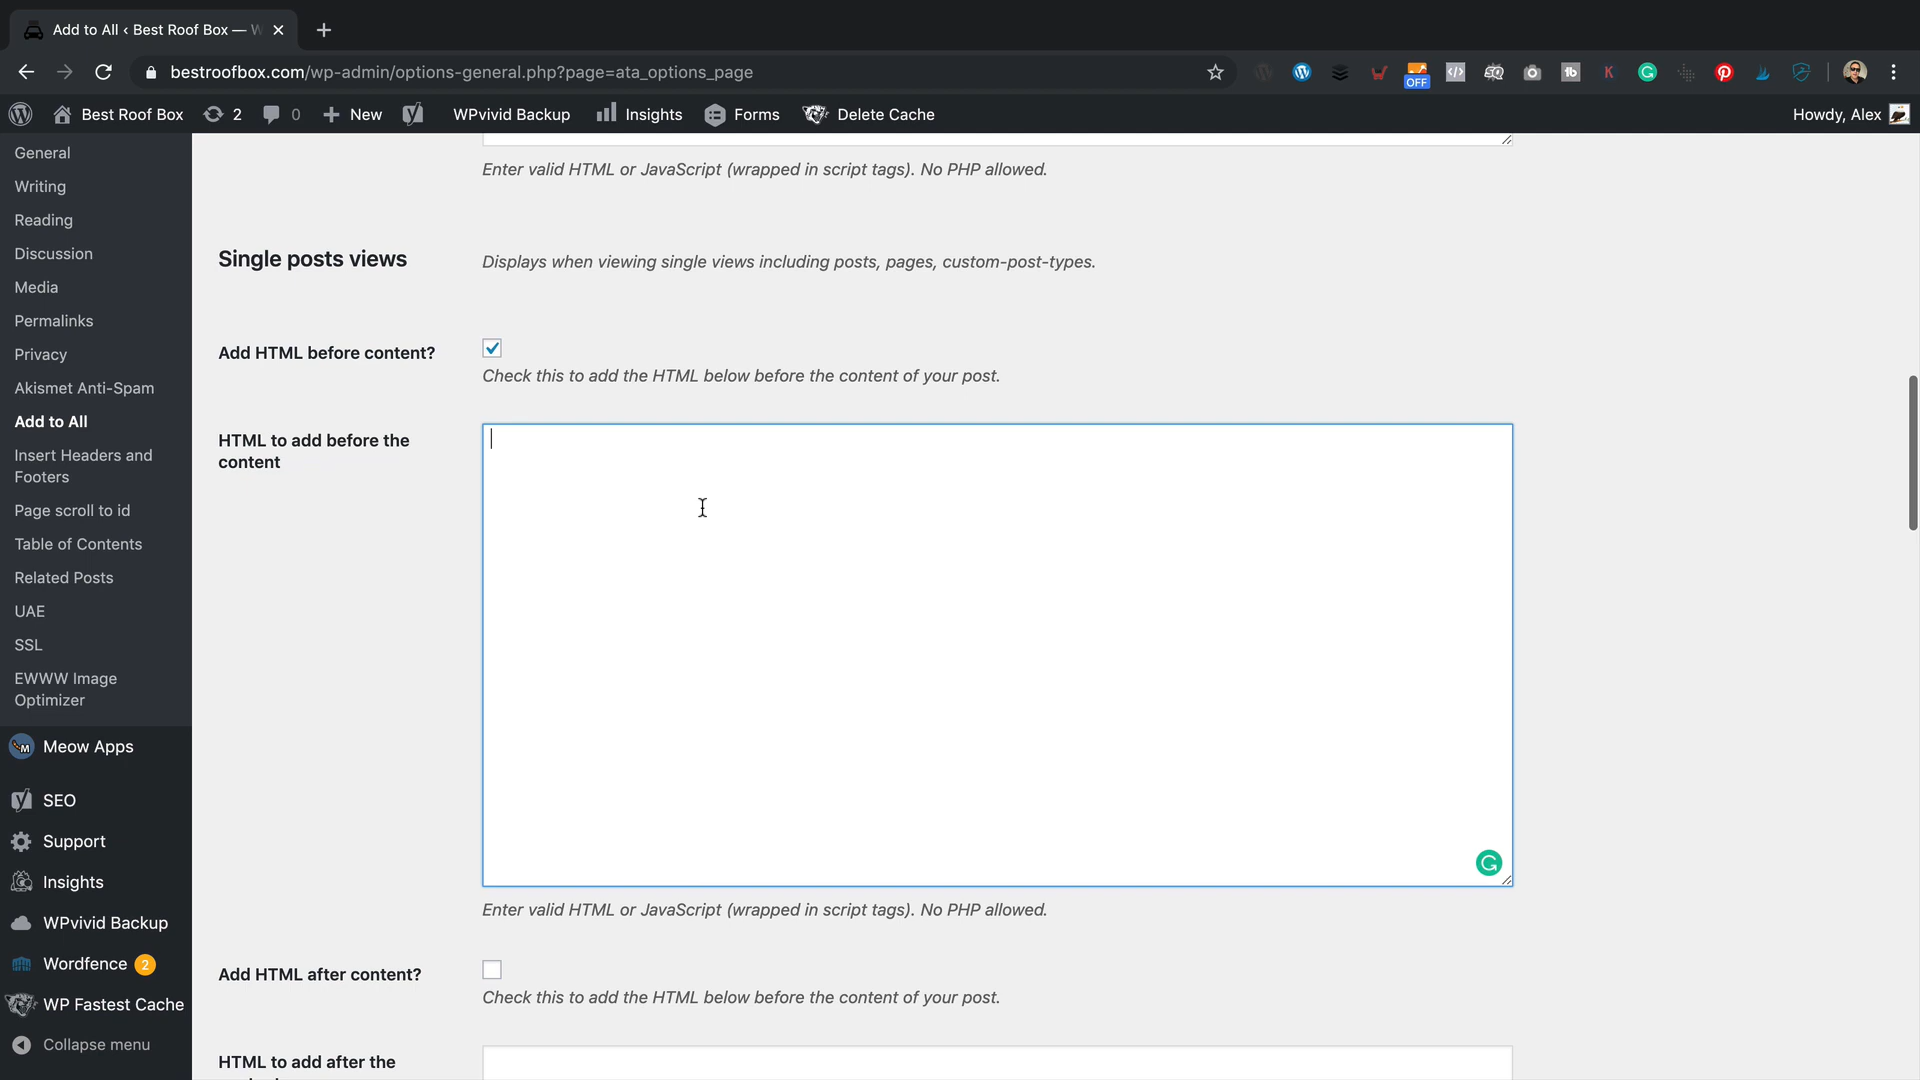 Add to All ‹ Best Roof Box — W
bestroofbox.com/wp-admin/options-general.php?page=ata_options_page
OFF
Best Roof Box
2
0
New
WPvivid Backup
Insights
Forms
Delete Cache
Howdy, Alex
General
Writing
Reading
Discussion
Media
Permalinks
Privacy
Akismet Anti-Spam
Add to All
Insert Headers and
Footers
Page scroll to id
Table of Contents
Related Posts
UAE
SSL
EWWW Image
Optimizer
Meow Apps
SEO
Support
Insights
WPvivid Backup
Wordfence 2
WP Fastest Cache
Collapse menu
Enter valid HTML or JavaScript (wrapped in script tags). No PHP allowed.
Single posts views
Displays when viewing single views including posts, pages, custom-post-types.
Add HTML before content?
Check this to add the HTML below before the content of your post.
HTML to add before the
content
Enter valid HTML or JavaScript (wrapped in script tags). No PHP allowed.
Add HTML after content?
Check this to add the HTML below before the content of your post.
HTML to add after the